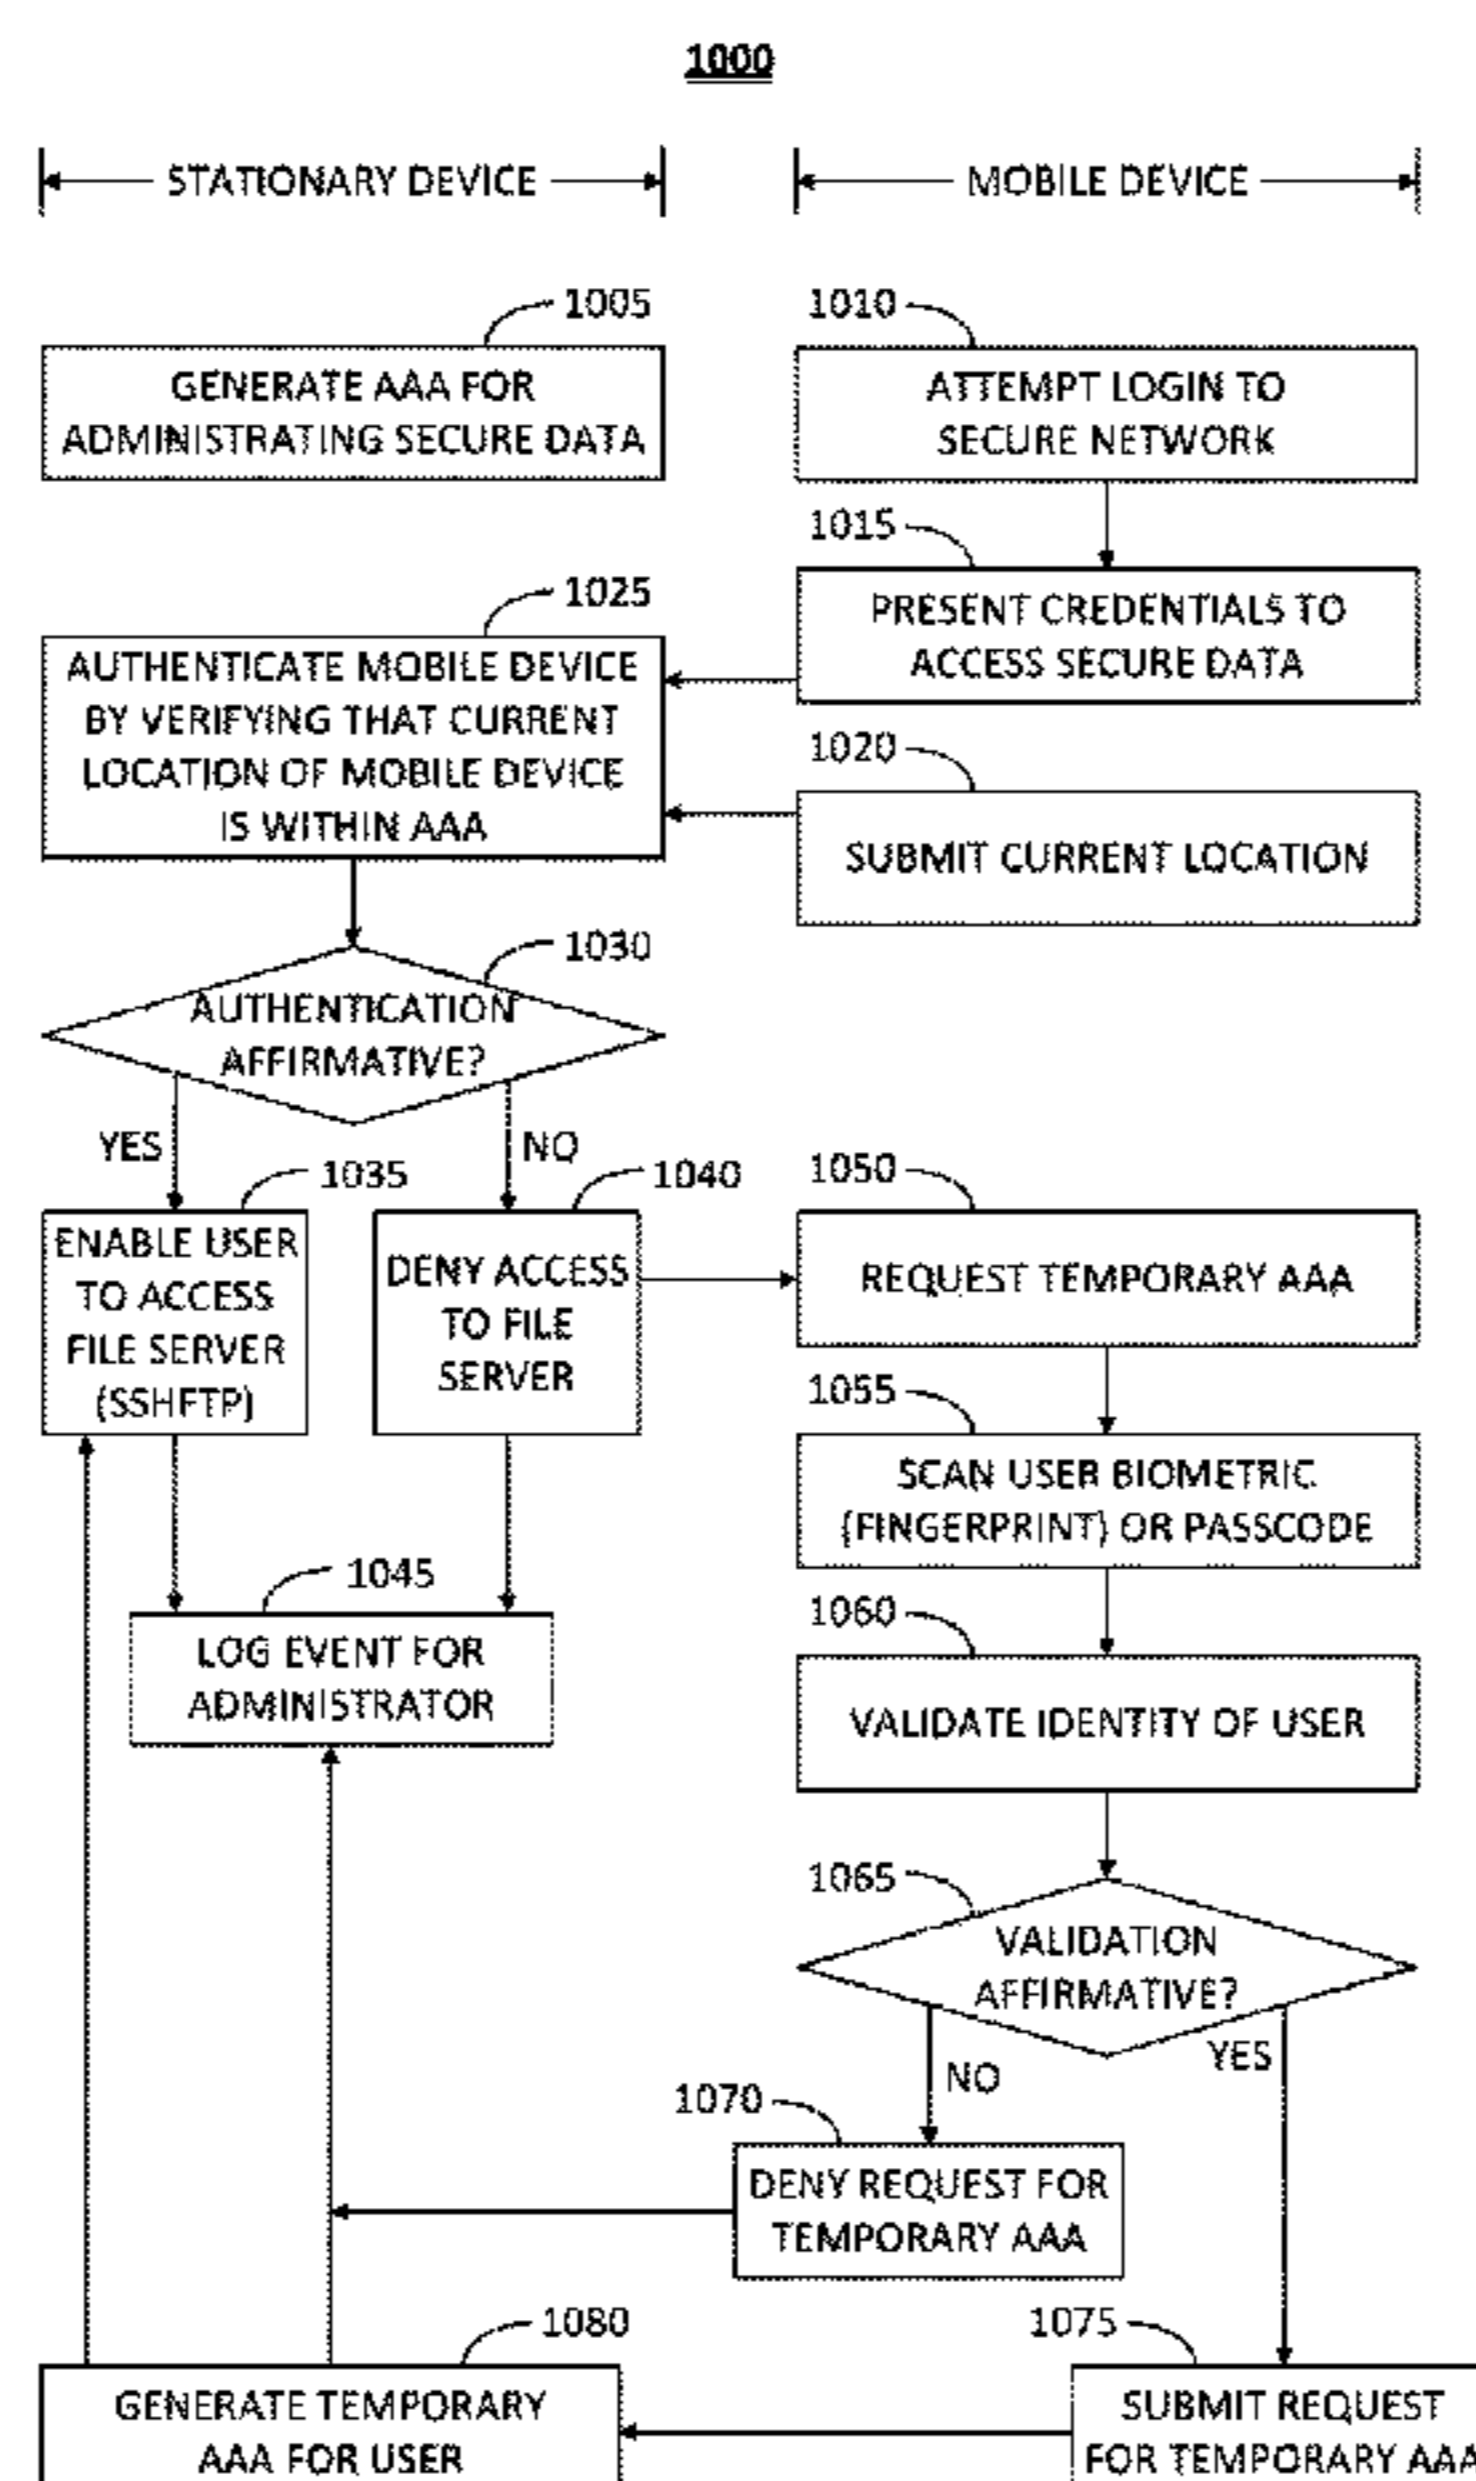 1000
STATIONARY DEVICE
MOBILE DEVICE
1005
GENERATE AAA FOR
ADMINISTRATING SECURE DATA
1010
ATTEMPT LOGIN TO
SECURE NETWORK
1015
PRESENT CREDENTIALS TO
ACCESS SECURE DATA
1025
AUTHENTICATE MOBILE DEVICE
BY VERIFYING THAT CURRENT
LOCATION OF MOBILE DEVICE
IS WITHIN AAA
1020
SUBMIT CURRENT LOCATION
1030
AUTHENTICATION
AFFIRMATIVE?
YES
NO
1035
ENABLE USER
TO ACCESS
FILE SERVER
(SSHFTP)
1040
DENY ACCESS
TO FILE
SERVER
1050
REQUEST TEMPORARY AAA
1055
SCAN USER BIOMETRIC
(FINGERPRINT) OR PASSCODE
1045
LOG EVENT FOR
ADMINISTRATOR
1060
VALIDATE IDENTITY OF USER
1065
VALIDATION
AFFIRMATIVE?
NO
YES
1070
DENY REQUEST FOR
TEMPORARY AAA
1080
GENERATE TEMPORARY
AAA FOR USER
1075
SUBMIT REQUEST
FOR TEMPORARY AAA